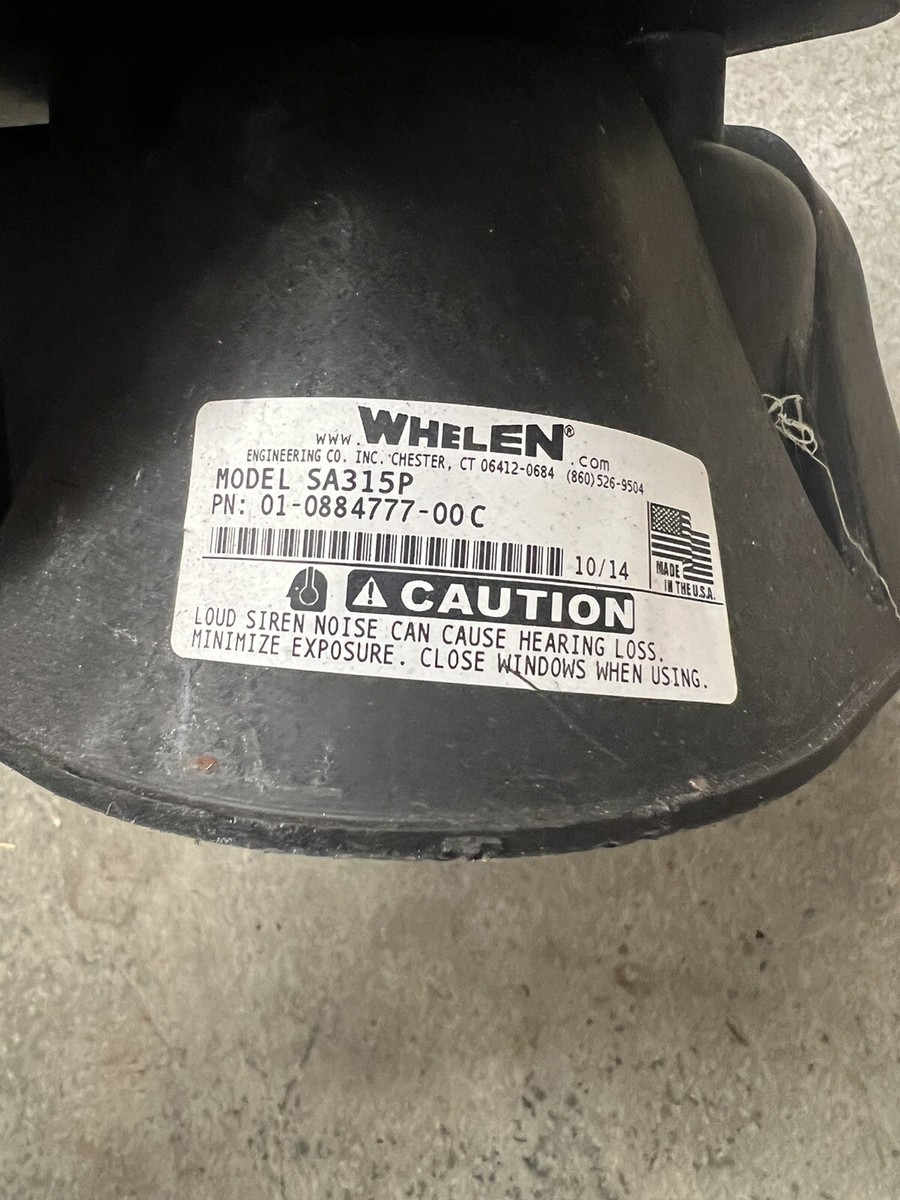 www.WHELEN®.com
ENGINEERING CO. INC. CHESTER, CT 06412-0684 (860)526-9504
MODEL SA315P
PN: 01-0884777-00C
10/14
MADE
IN THE U.S.A.
CAUTION
LOUD SIREN NOISE CAN CAUSE HEARING LOSS.
MINIMIZE EXPOSURE. CLOSE WINDOWS WHEN USING.